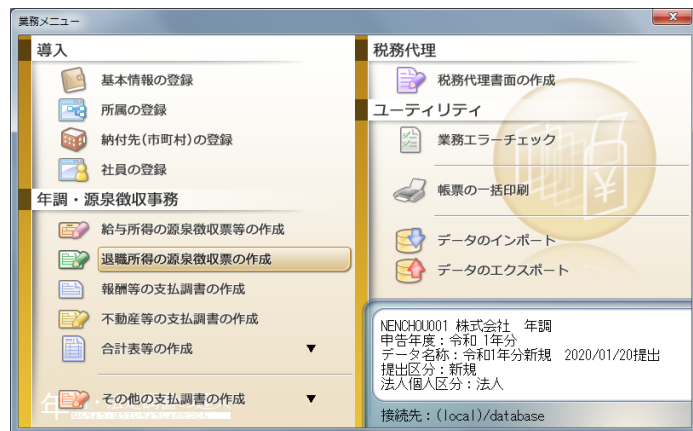 業務メニュー
導入
基本情報の登録
所属の登録
納付先(市町村)の登録
社員の登録
年調・源泉徴収事務
給与所得の源泉徴収票等の作成
退職所得の源泉徴収票の作成
報酬等の支払調書の作成
不動産等の支払調書の作成
合計表等の作成 ▼
その他の支払調書の作成 ▼
税務代理
税務代理書面の作成
ユーティリティ
業務エラーチェック
帳票の一括印刷
データのインポート
データのエクスポート
NENCHOU001 株式会社 年調
申告年度:令和 1年分
データ名称:令和1年分新規 2020/01/20提出
提出区分:新規
法人個人区分:法人
接続先:(local)/database